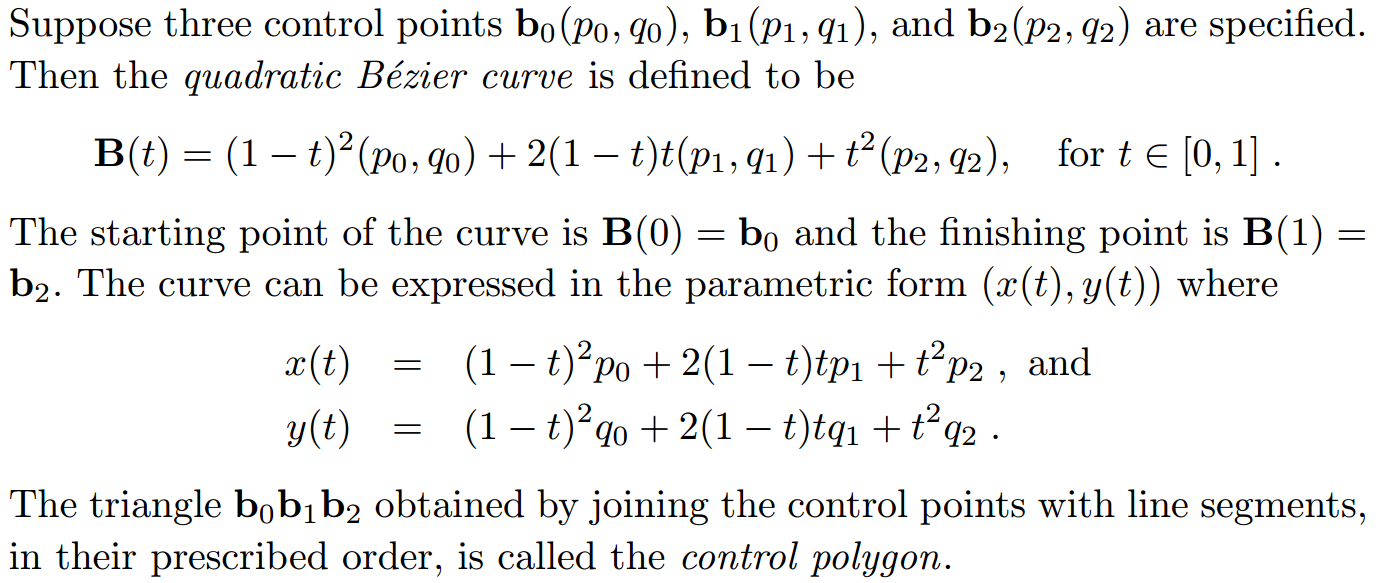 Suppose three control points b₀(p₀, q₀), b₁(p₁, q₁), and b₂(p₂, q₂) are specified.
Then the quadratic Bézier curve is defined to be
B(t) = (1 − t)²(p₀, q₀) + 2(1 − t)t(p₁, q₁) + t²(p₂, q₂), for t ∈ [0, 1] .
The starting point of the curve is B(0) = b₀ and the finishing point is B(1) =
b₂. The curve can be expressed in the parametric form (x(t), y(t)) where
x(t) = (1 − t)²p₀ + 2(1 − t)tp₁ + t²p₂ , and
y(t) = (1 − t)²q₀ + 2(1 − t)tq₁ + t²q₂ .
The triangle b₀b₁b₂ obtained by joining the control points with line segments,
in their prescribed order, is called the control polygon.